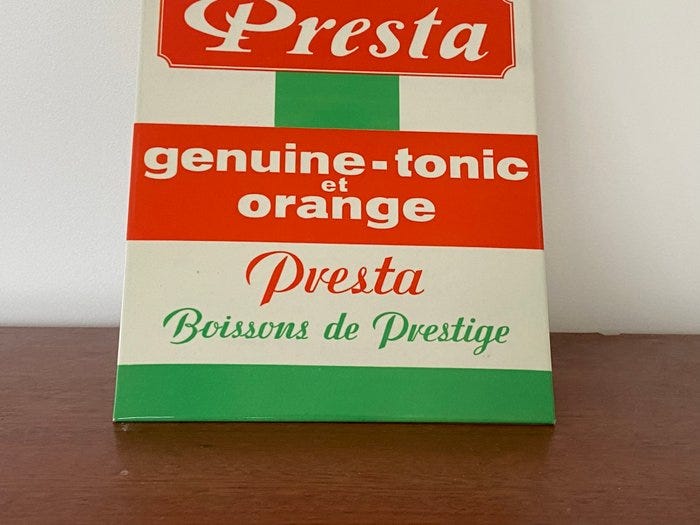 Presta
genuine-tonic
et
orange
Presta
Boissons de Prestige